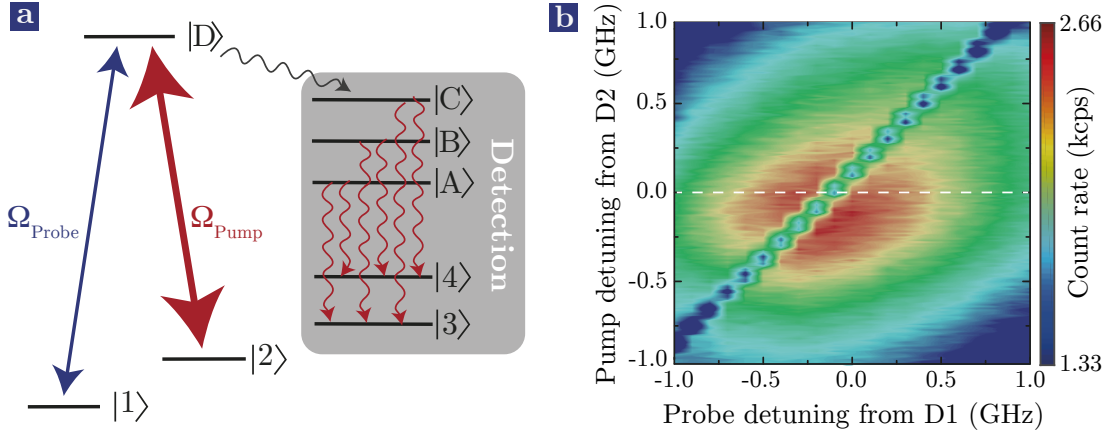 a
|D⟩
|C⟩
|B⟩
|A⟩
Detection
Ω_Probe
Ω_Pump
|4⟩
|3⟩
|2⟩
|1⟩
b
Pump detuning from D2 (GHz)
1.0
0.5
0.0
-0.5
-1.0
-1.0 -0.5 0.0 0.5 1.0
Probe detuning from D1 (GHz)
2.66
Count rate (kcps)
1.33